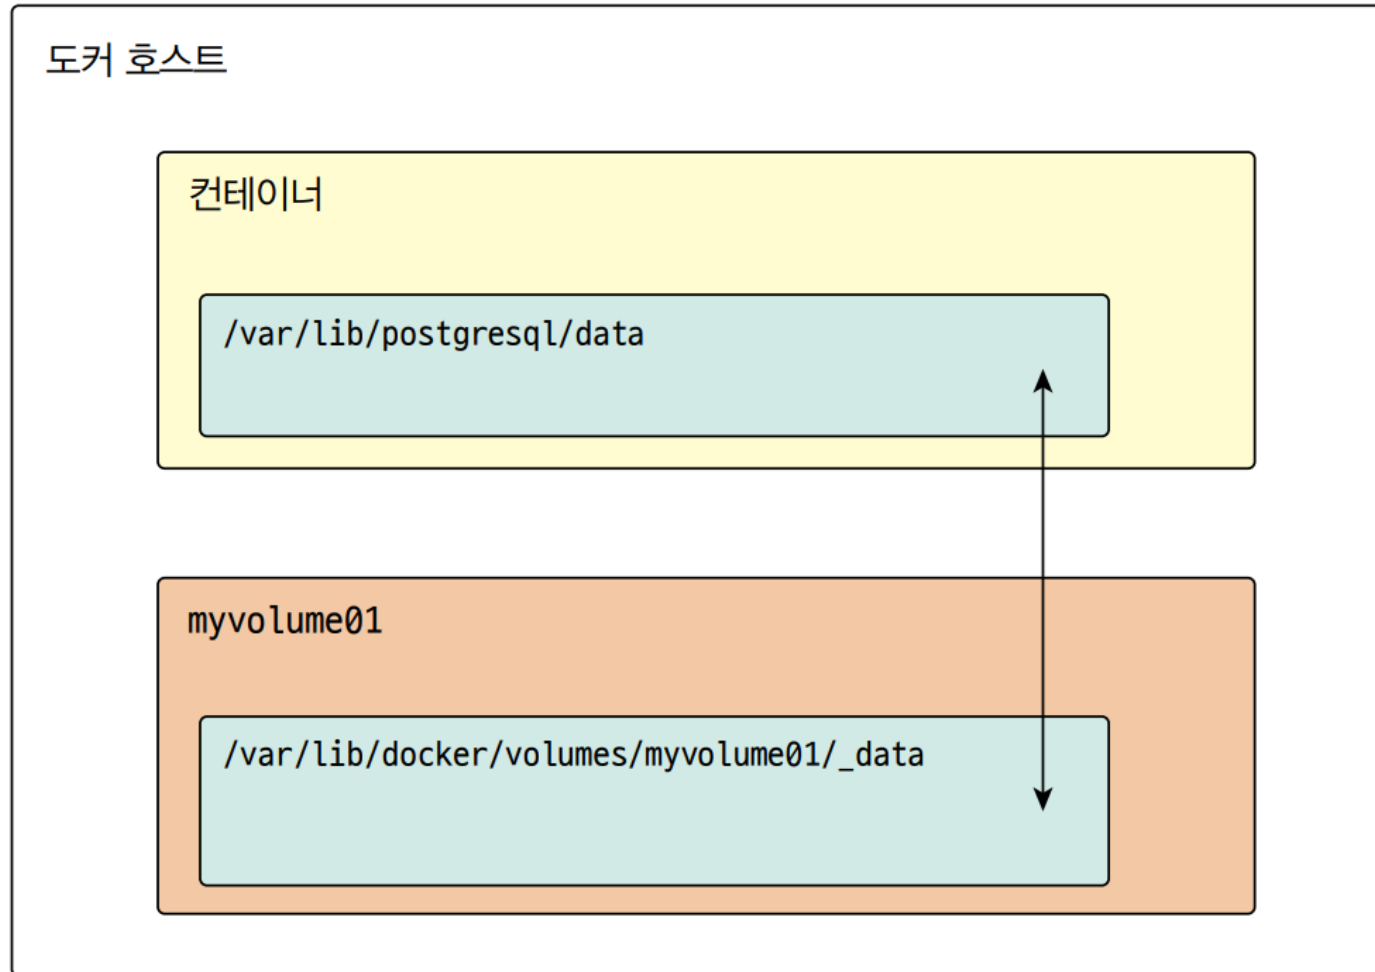 도커 호스트
컨테이너
/var/lib/postgresql/data
myvolume01
/var/lib/docker/volumes/myvolume01/_data